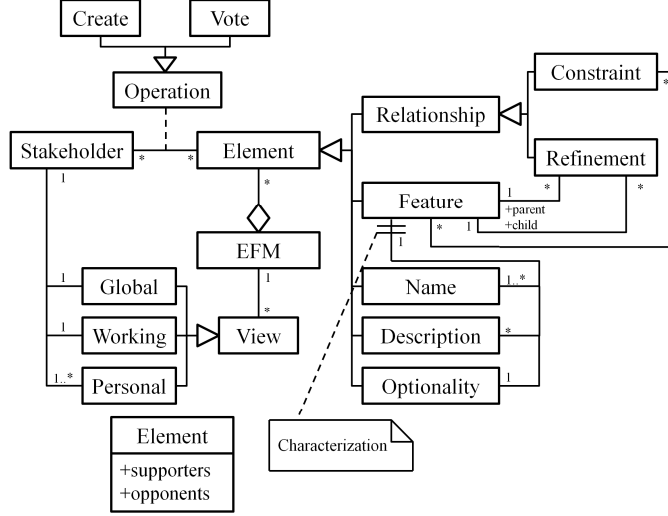 Create
Vote
Operation
Constraint
*
Relationship
Stakeholder
*
*
Element
Refinement
1
*
1
*
*
Feature
+parent
1
*
1
+child
EFM
1
1
Global
Name
1..*
1
Working
*
View
Description
*
1..*
Personal
Optionality
1
Element
Characterization
+supporters
+opponents